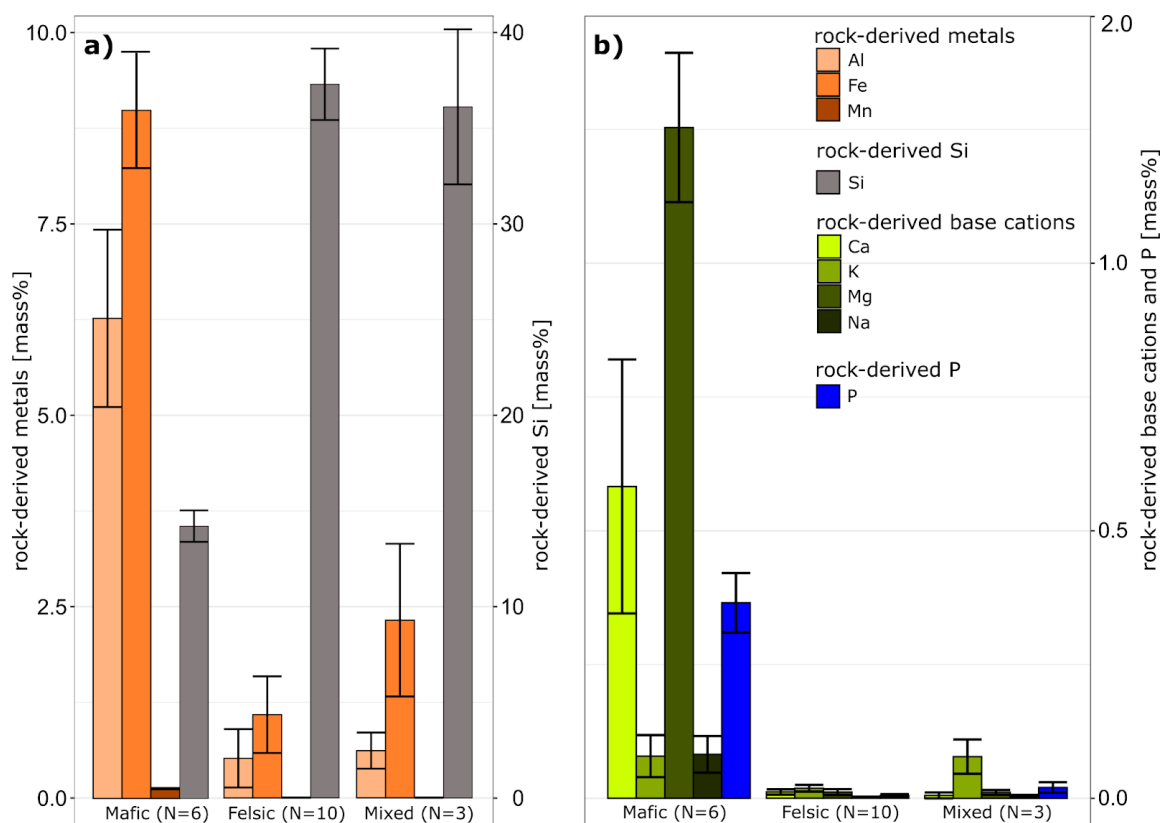 a)
rock-derived metals [mass%]
10.0
7.5
5.0
2.5
0.0
Mafic (N=6)
Felsic (N=10)
Mixed (N=3)
40
30
20
10
0
rock-derived Si [mass%]
b)
rock-derived metals
Al
Fe
Mn
rock-derived Si
Si
rock-derived base cations
Ca
K
Mg
Na
rock-derived P
P
Mafic (N=6)
Felsic (N=10)
Mixed (N=3)
2.0
1.0
0.5
0.0
rock-derived base cations and P [mass%]